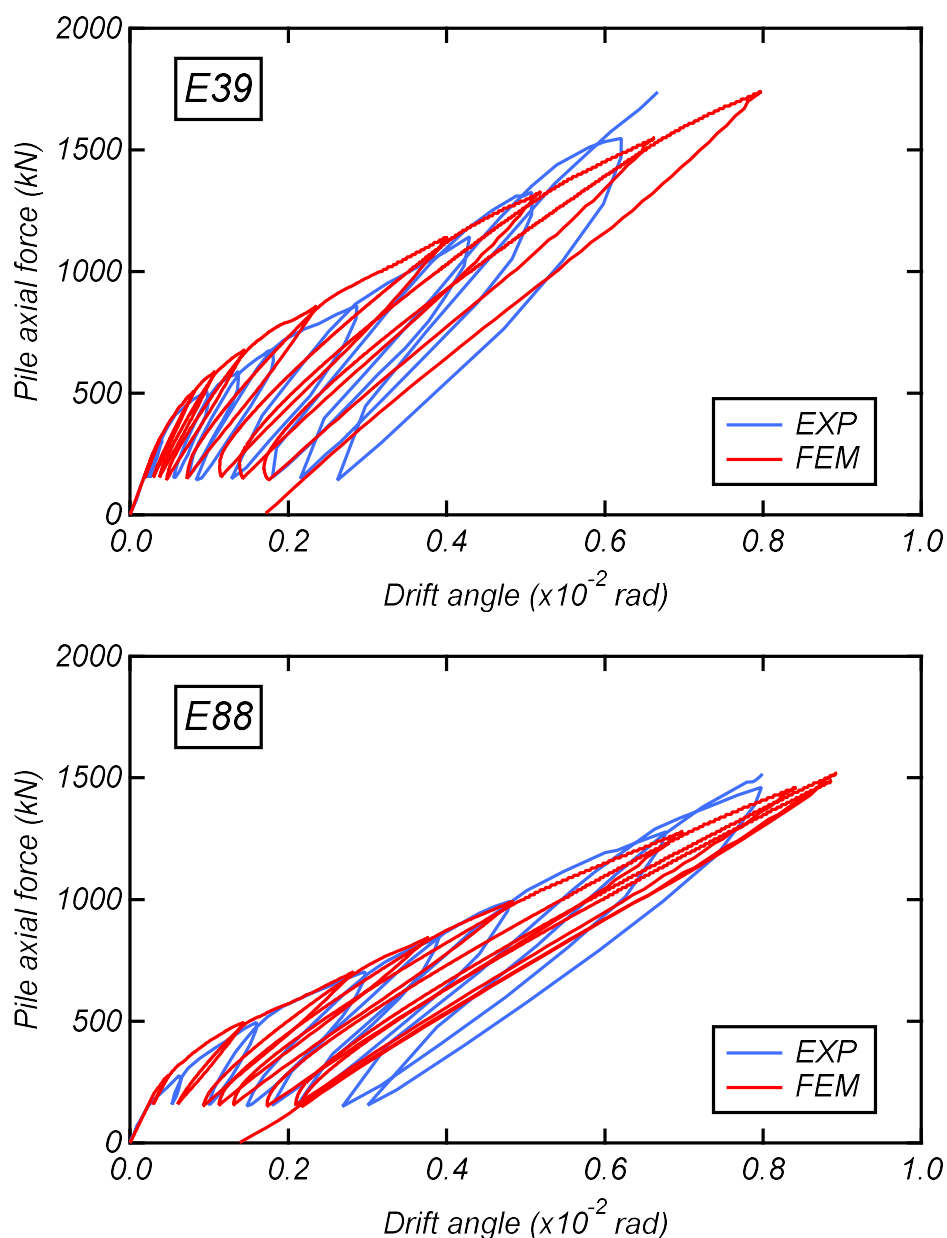 2000
E39
1500
1000
500
0
Pile axial force (kN)
EXP
FEM
0.0 0.2 0.4 0.6 0.8 1.0
Drift angle (x10-2 rad)
2000
E88
1500
1000
500
0
Pile axial force (kN)
EXP
FEM
0.0 0.2 0.4 0.6 0.8 1.0
Drift angle (x10-2 rad)